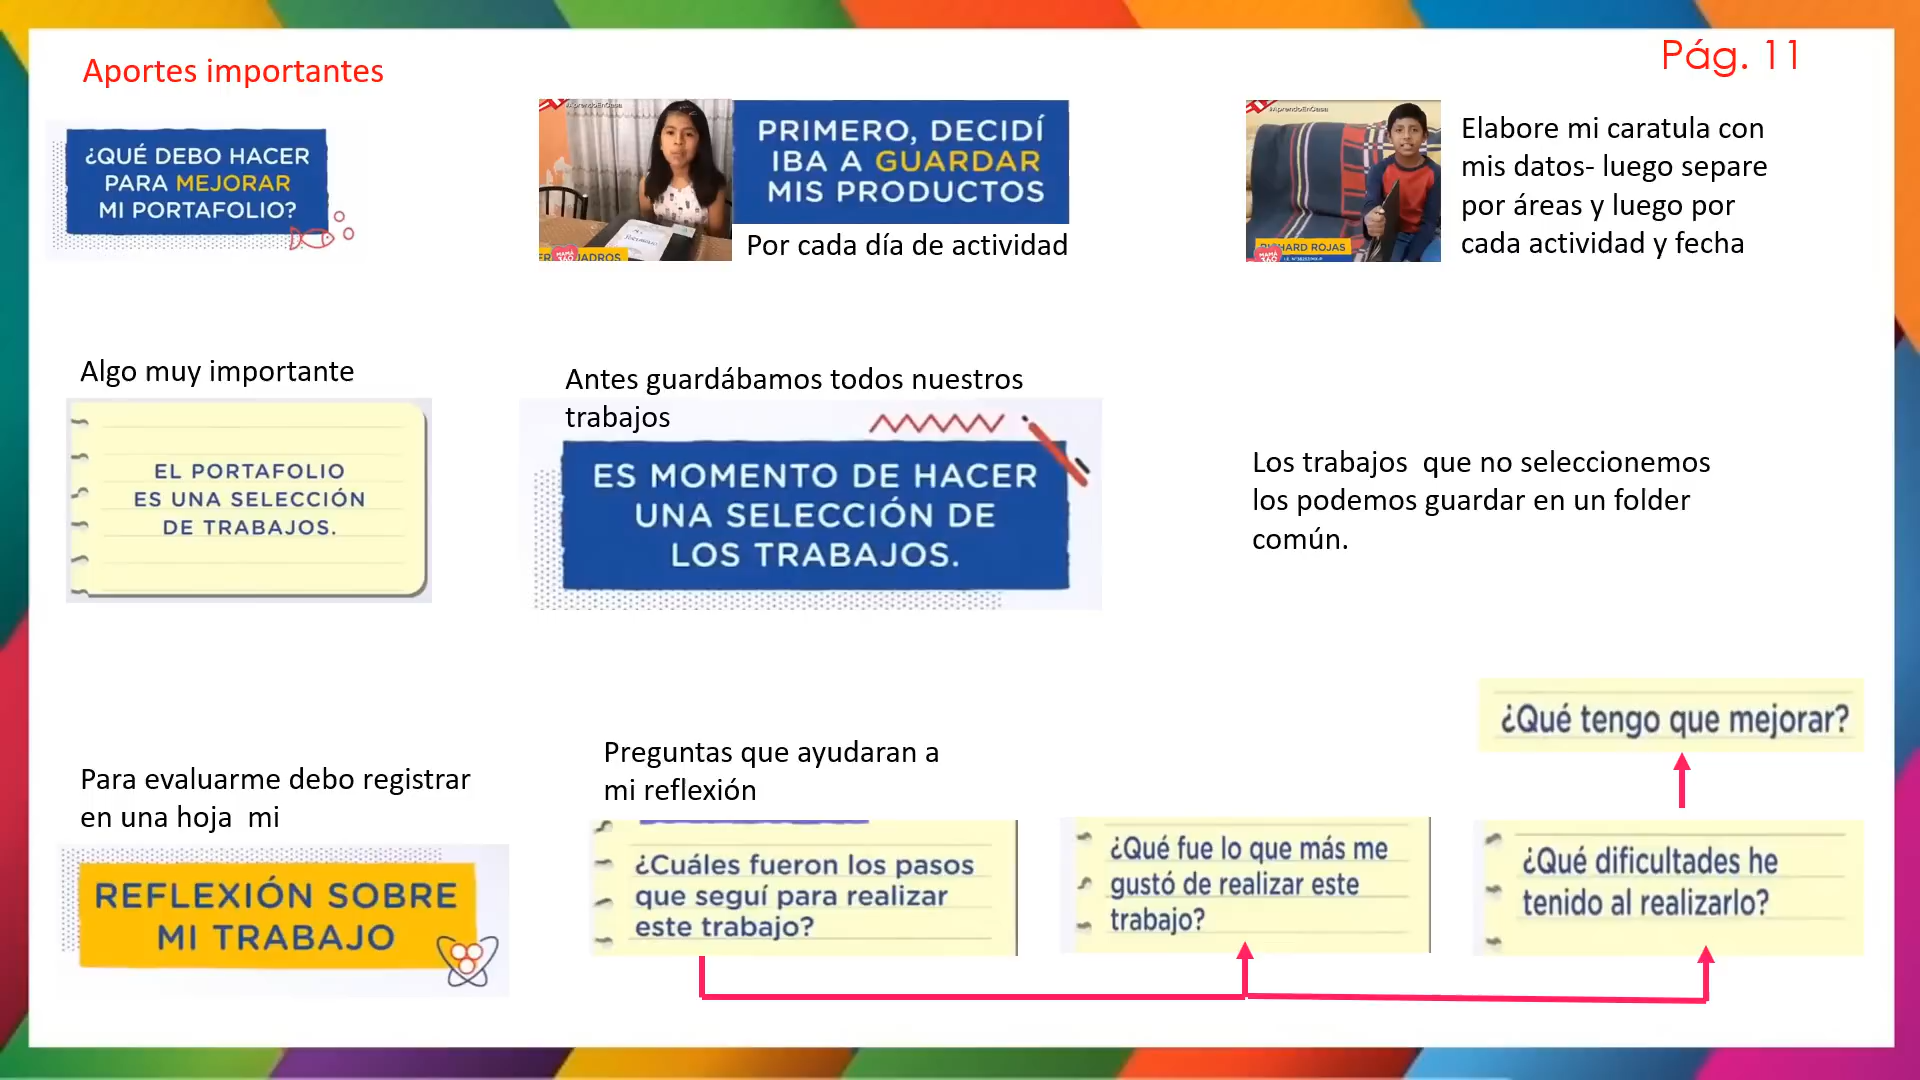 Aportes importantes
Pág. 11
¿QUÉ DEBO HACER
PARA MEJORAR
MI PORTAFOLIO?
#AprendoEnCasa
PRIMERO, DECIDÍ
IBA A GUARDAR
MIS PRODUCTOS
Por cada día de actividad
#AprendoEnCasa
RICHARD ROJAS
Elabore mi caratula con
mis datos- luego separe
por áreas y luego por
cada actividad y fecha
Algo muy importante
EL PORTAFOLIO
ES UNA SELECCIÓN
DE TRABAJOS.
Antes guardábamos todos nuestros
trabajos
ES MOMENTO DE HACER
UNA SELECCIÓN DE
LOS TRABAJOS.
Los trabajos  que no seleccionemos
los podemos guardar en un folder
común.
Para evaluarme debo registrar
en una hoja  mi
REFLEXIÓN SOBRE
MI TRABAJO
Preguntas que ayudaran a
mi reflexión
¿Cuáles fueron los pasos
que seguí para realizar
este trabajo?
¿Qué fue lo que más me
gustó de realizar este
trabajo?
¿Qué dificultades he
tenido al realizarlo?
¿Qué tengo que mejorar?